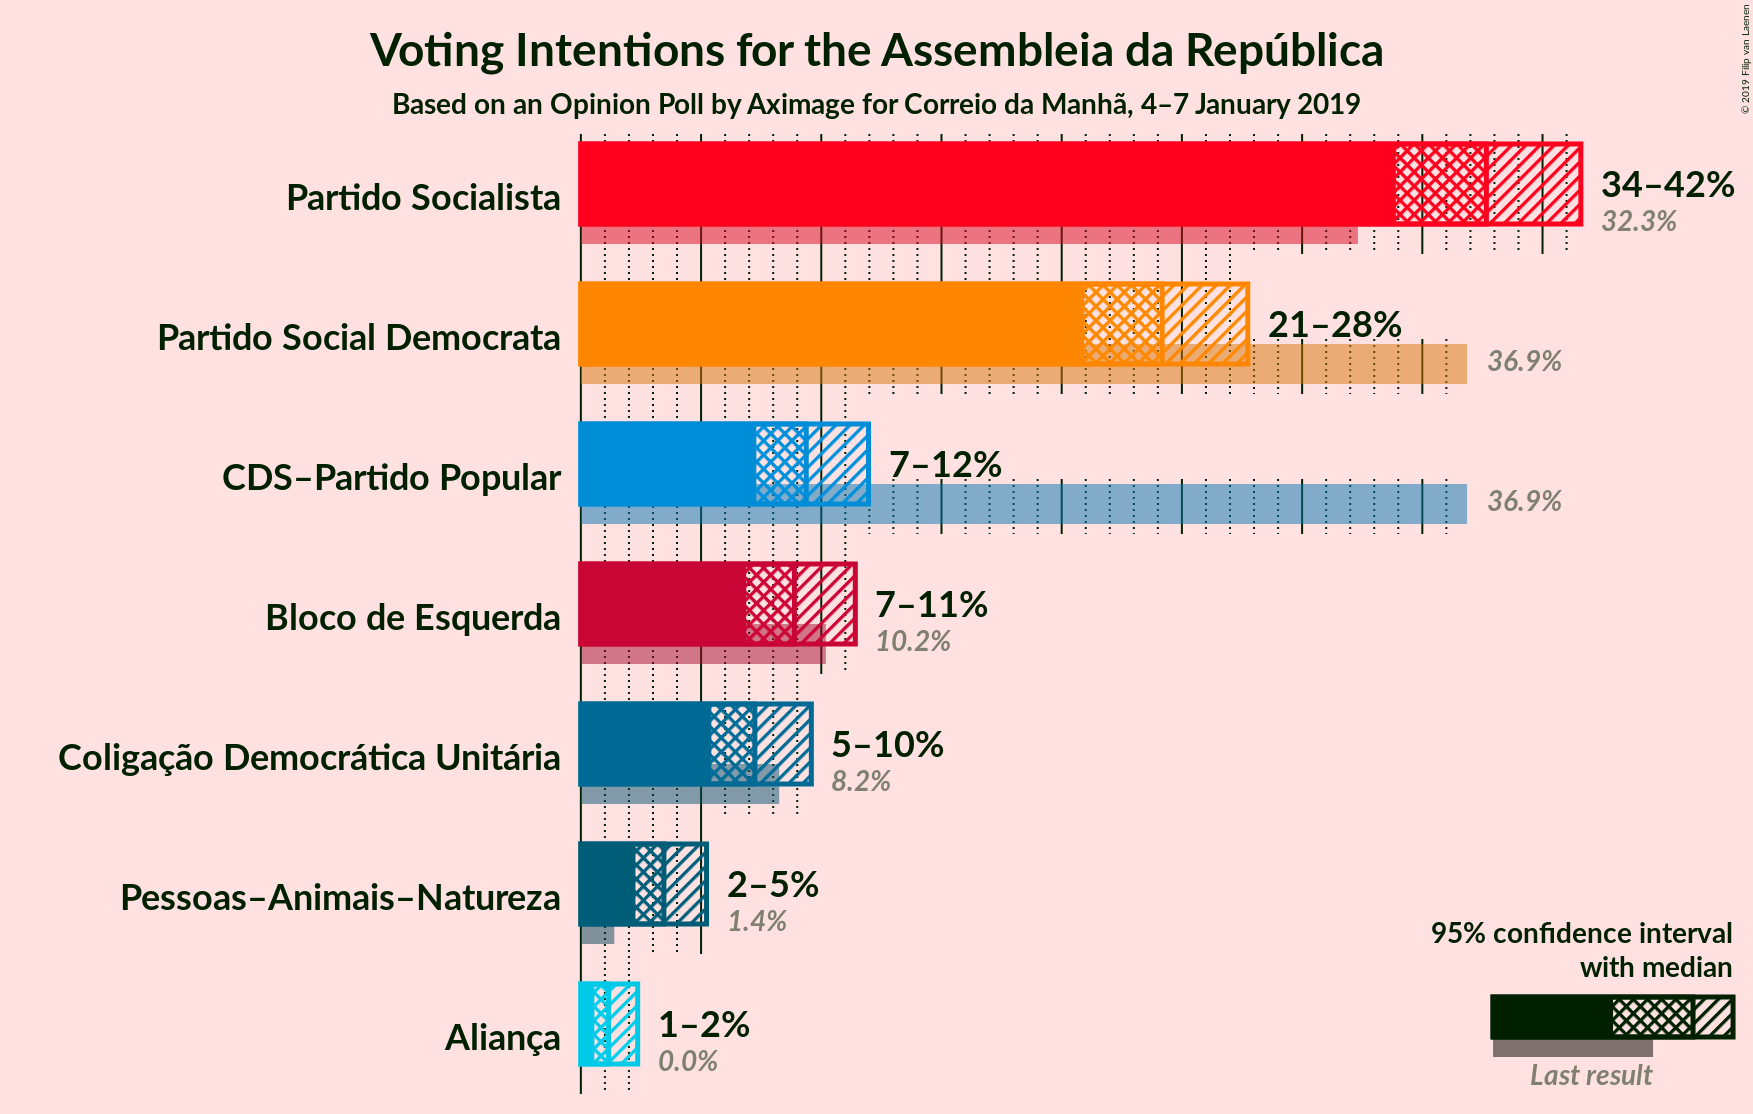 Voting Intentions for the Assembleia da República
Based on an Opinion Poll by Aximage for Correio da Manhã, 4–7 January 2019
© 2019 Filip van Laenen
Partido Socialista
34–42%
32.3%
Partido Social Democrata
21–28%
36.9%
CDS–Partido Popular
7–12%
36.9%
Bloco de Esquerda
7–11%
10.2%
Coligação Democrática Unitária
5–10%
8.2%
Pessoas–Animais–Natureza
2–5%
1.4%
Aliança
1–2%
0.0%
95% confidence interval
with median
Last result